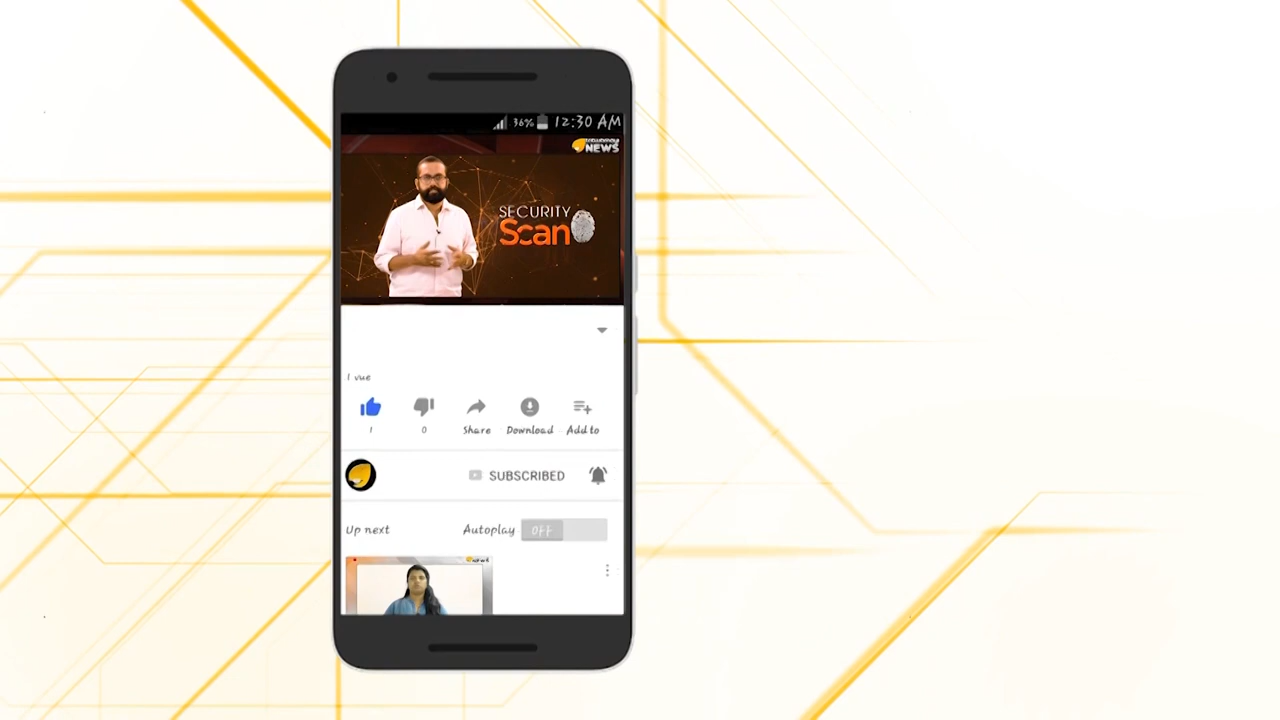 36% 12:30 AM
NEWS
SECURITY
Scan
1 vue
1 0 Share Download Add to
SUBSCRIBED
Up next Autoplay OFF